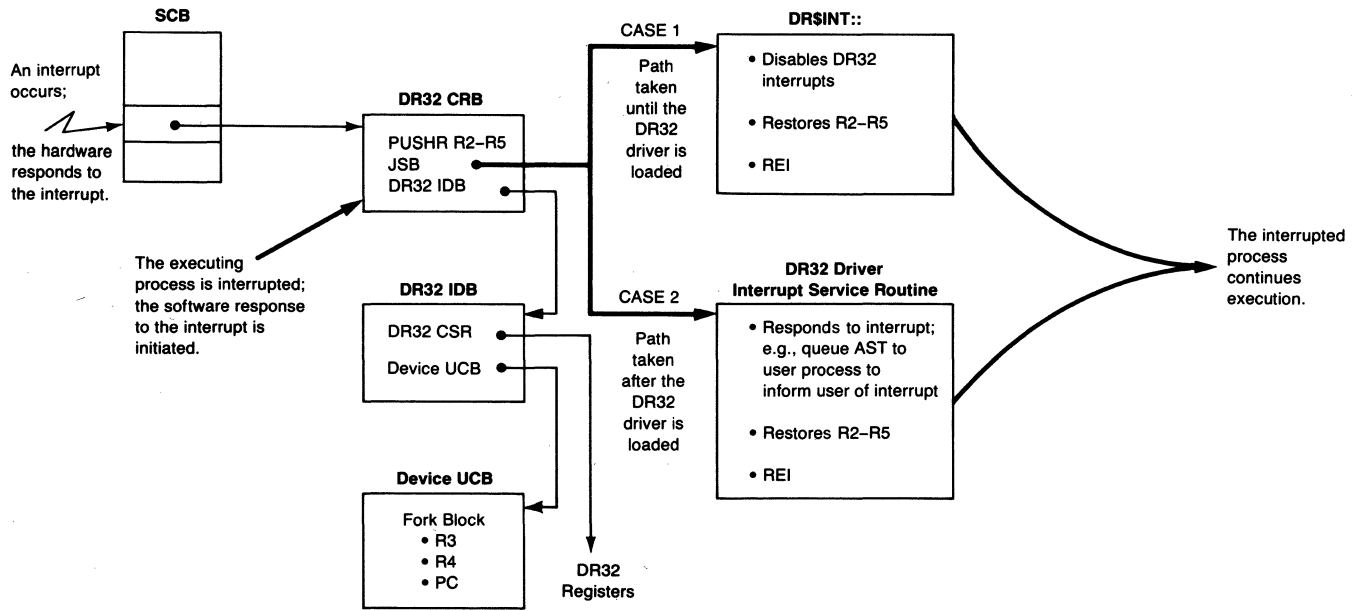 SCB
An interrupt
occurs;
the hardware
responds to
the interrupt.
DR32 CRB
PUSHR R2–R5
JSB
DR32 IDB
The executing
process is interrupted;
the software response
to the interrupt is
initiated.
DR32 IDB
DR32 CSR
Device UCB
Device UCB
Fork Block
• R3
• R4
• PC
DR32
Registers
CASE 1
Path
taken
until the
DR32
driver is
loaded
DR$INT::
• Disables DR32
interrupts
• Restores R2–R5
• REI
CASE 2
Path
taken
after the
DR32
driver is
loaded
DR32 Driver
Interrupt Service Routine
• Responds to interrupt;
e.g., queue AST to
user process to
inform user of interrupt
• Restores R2–R5
• REI
The interrupted
process
continues
execution.